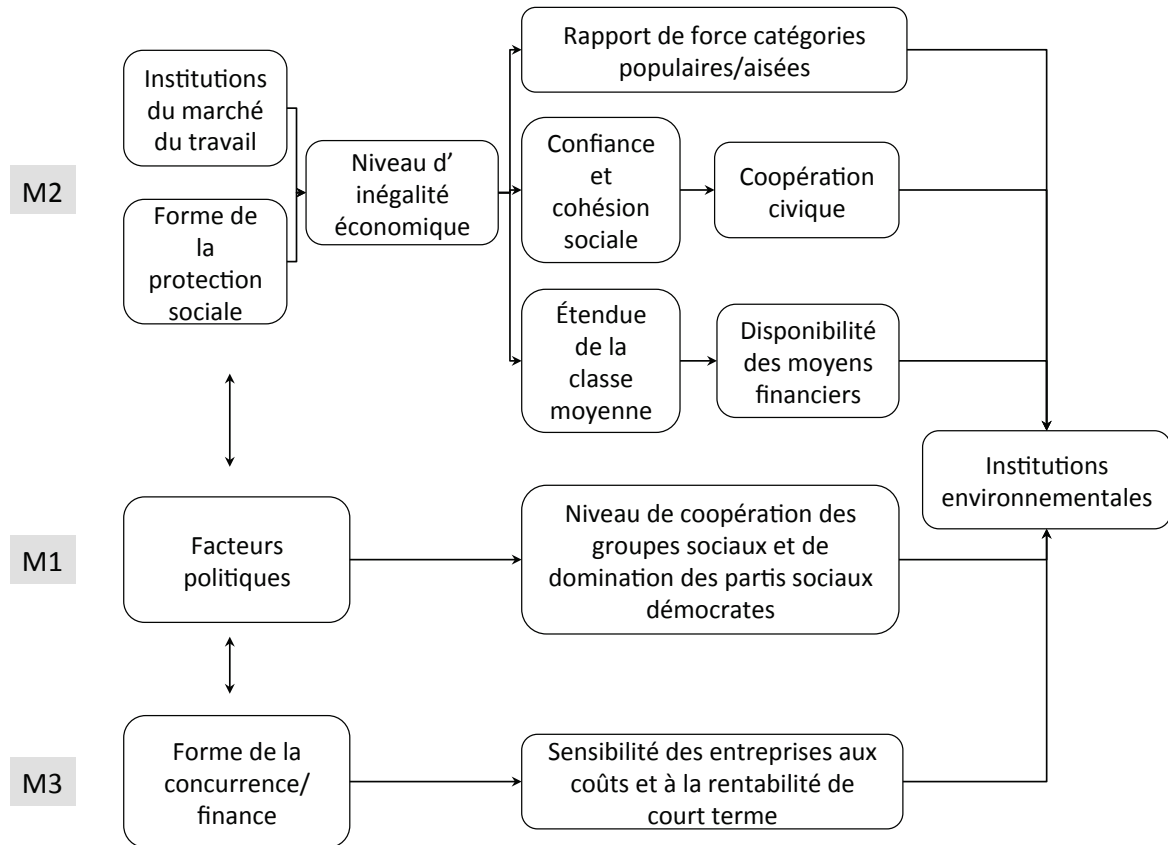 Rapport de force catégories
populaires/aisées
Institutions
du marché
du travail
M2
Niveau d’
inégalité
économique
Confiance
et
cohésion
sociale
Coopération
civique
Forme de
la
protection
sociale
Étendue
de la
classe
moyenne
Disponibilité
des moyens
financiers
Institutions
environnementales
M1
Facteurs
politiques
Niveau de coopération des
groupes sociaux et de
domination des partis sociaux
démocrates
M3
Forme de la
concurrence/
finance
Sensibilité des entreprises aux
coûts et à la rentabilité de
court terme